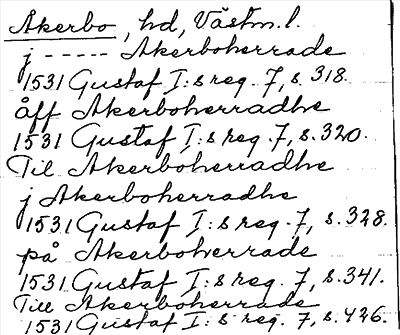 Åkerbo, hd, Västm. l.
j ----- Akerboherrade
1531 Gustaf I:s reg. 7, s. 318.
åff Akerboherradhe
1531 Gustaf I:s reg. 7, s. 320.
Til Akerboherradhe
j Akerboherradhe
1531 Gustaf I:s reg. 7, s. 328.
på Akerboherrade
1531 Gustaf I:s reg. 7, s. 341.
Till Akerboherrade
1531 Gustaf I:s reg. 7, s. 426.